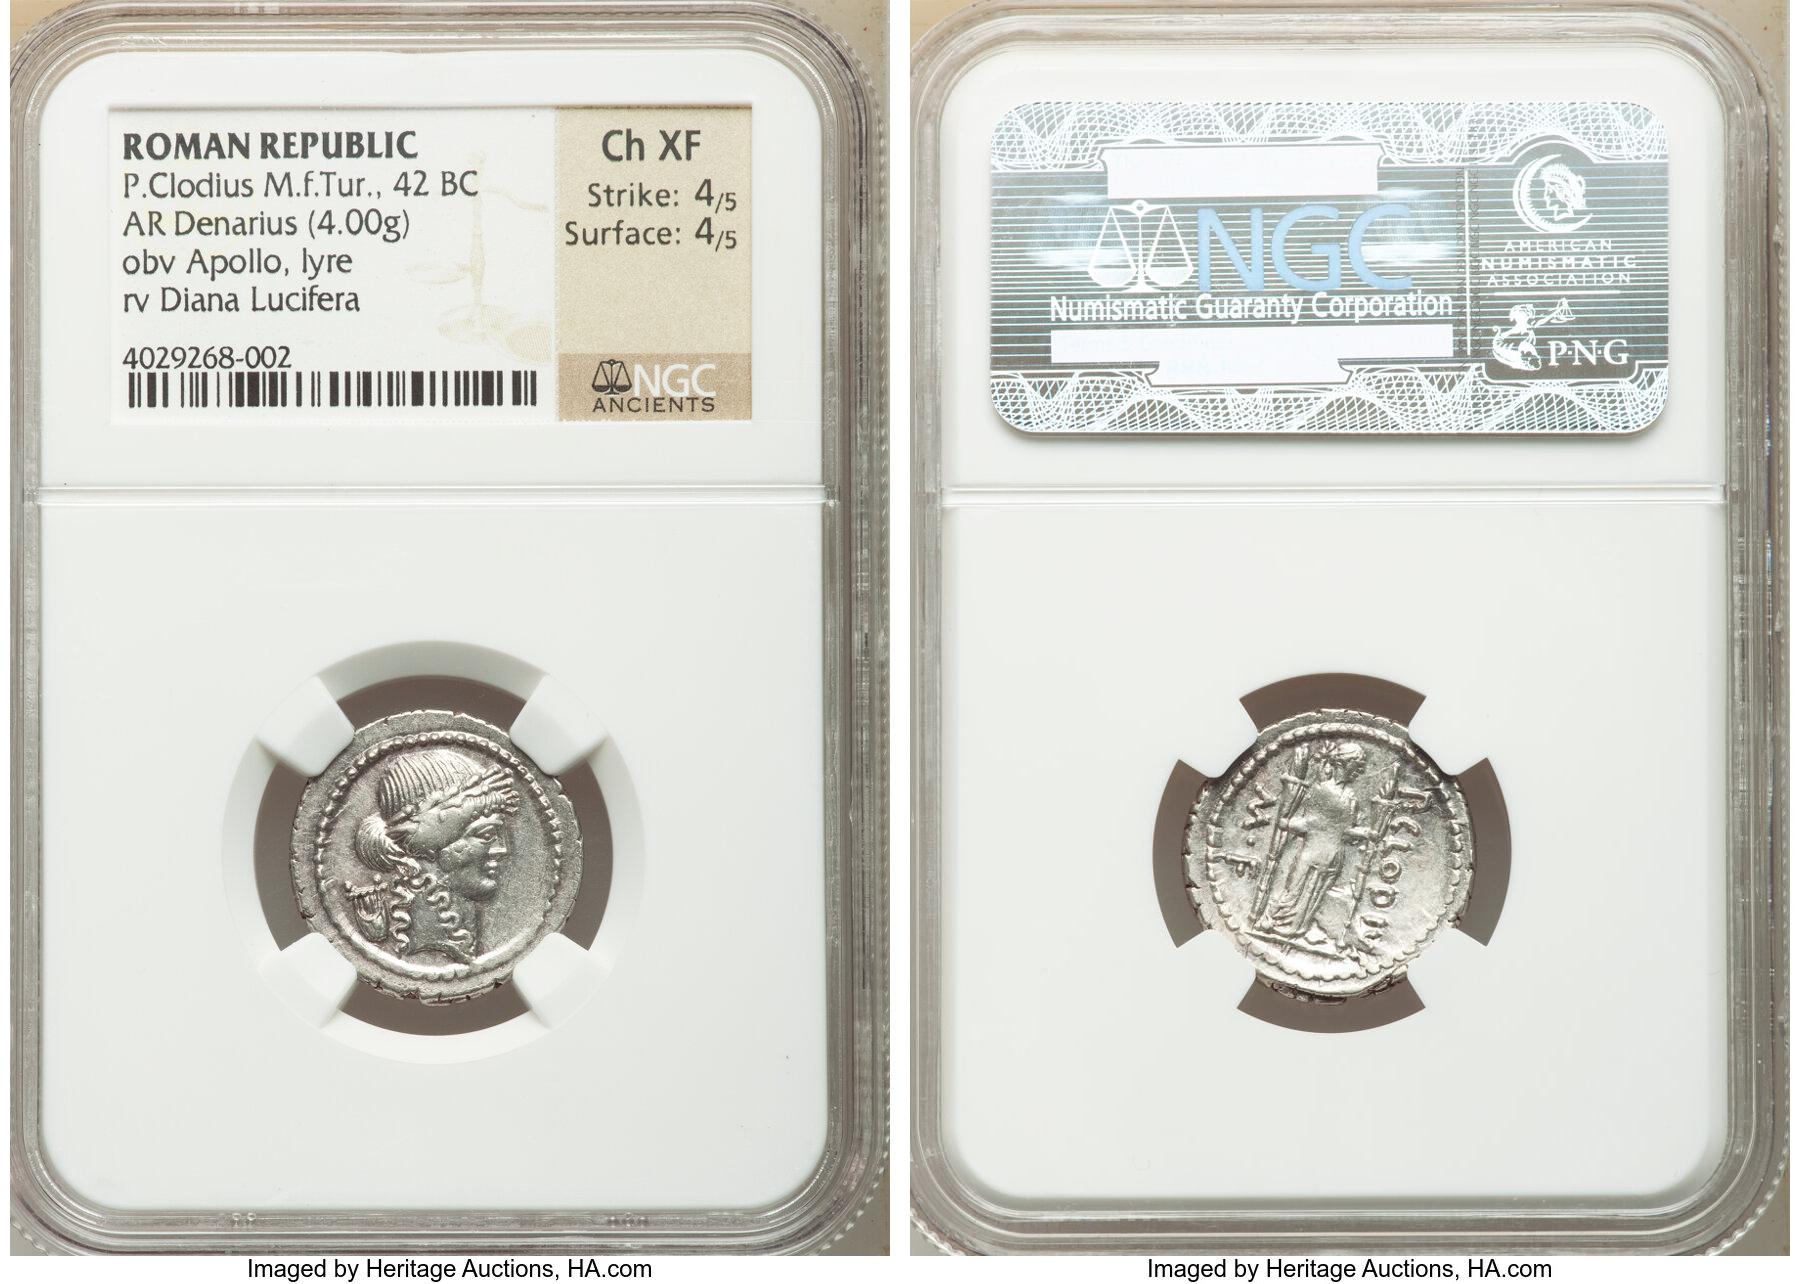 ROMAN REPUBLIC
P.Clodius M.f.Tur., 42 BC
AR Denarius (4.00g)
obv Apollo, lyre
rv Diana Lucifera
4029268-002
Ch XF
Strike: 4/5
Surface: 4/5
NGC
ANCIENTS
NGC
Numismatic Guaranty Corporation
AMERICAN
NUMISMATIC
ASSOCIATION
P·N·G
P CLODIV
M·F
Imaged by Heritage Auctions, HA.com
Imaged by Heritage Auctions, HA.com